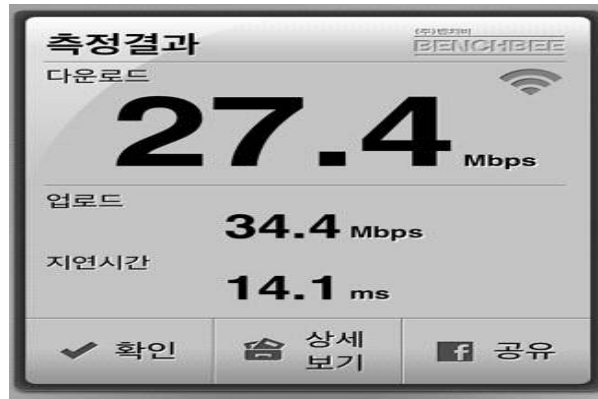 측정결과
(주)벤치비
BENCHBEE
다운로드
27.4 Mbps
업로드
34.4 Mbps
지연시간
14.1 ms
확인
상세
보기
공유